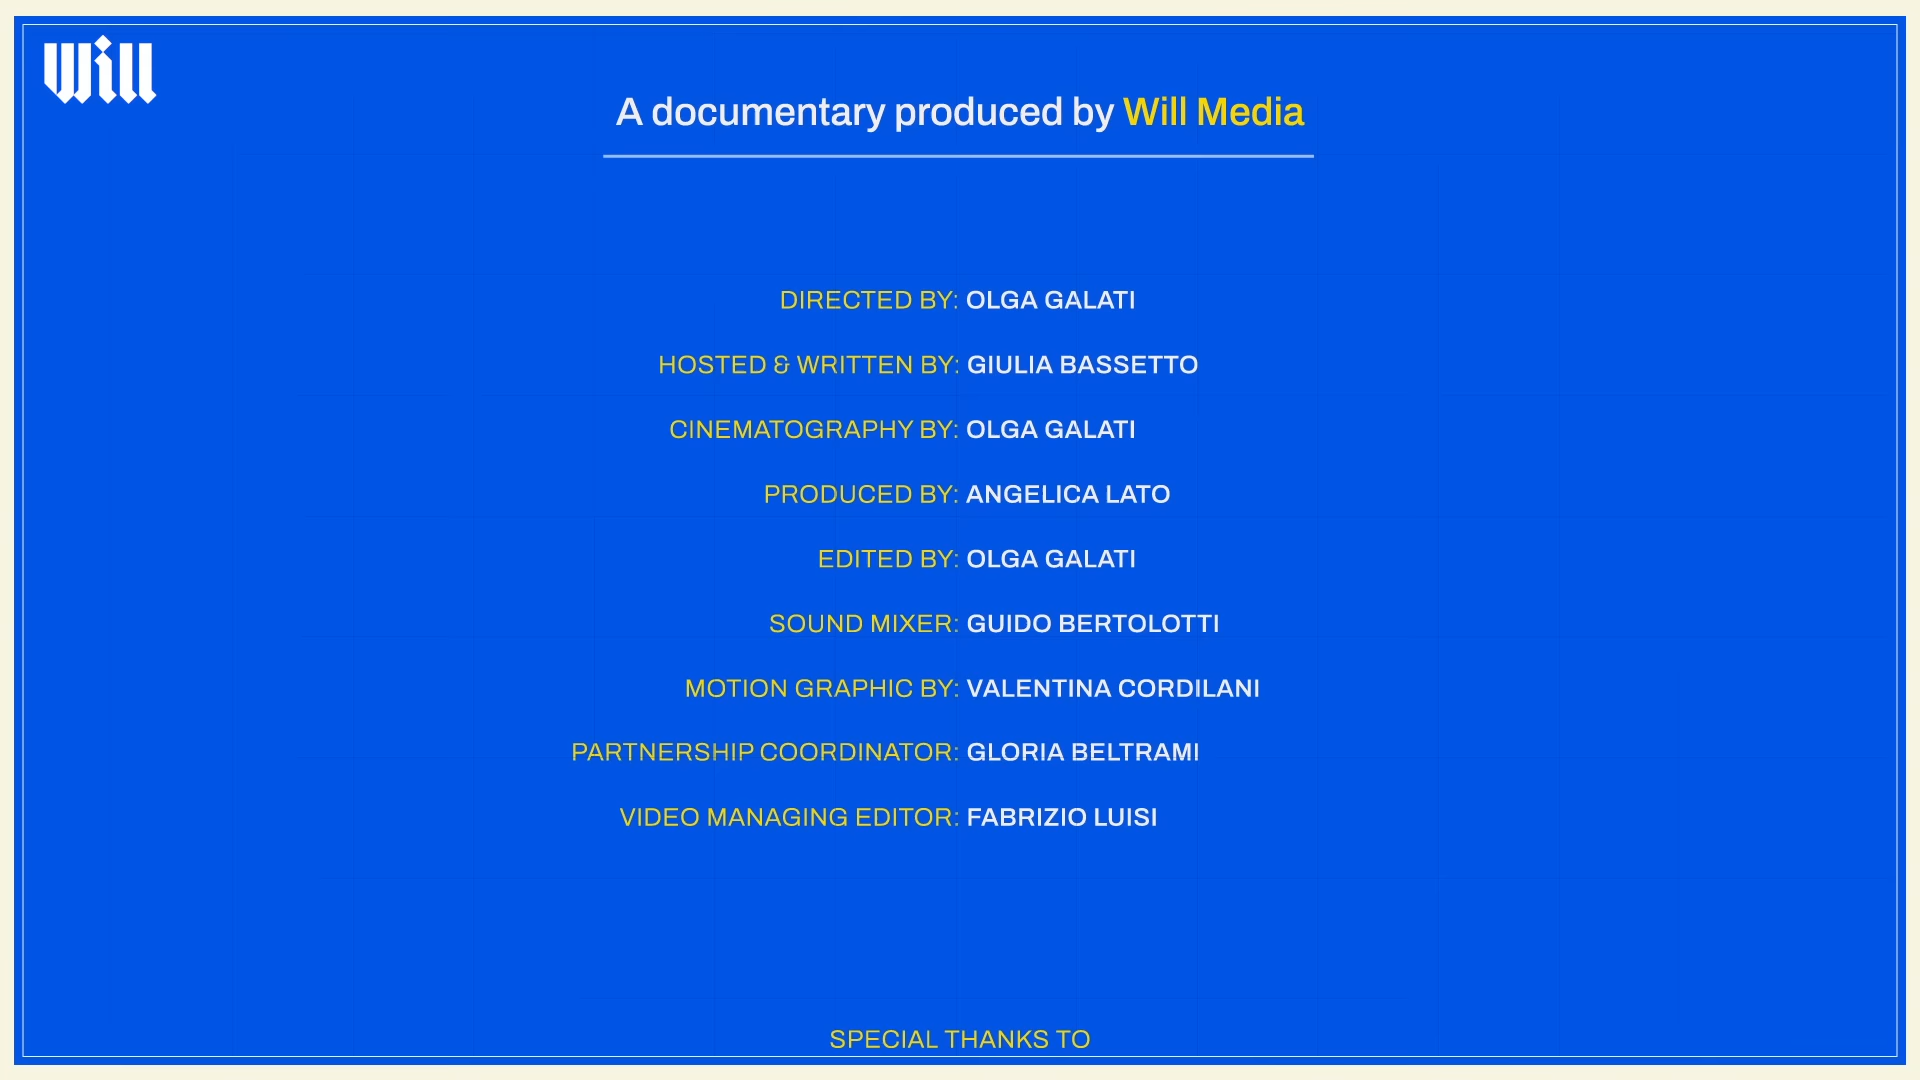 Will
A documentary produced by Will Media
DIRECTED BY: OLGA GALATI
HOSTED & WRITTEN BY: GIULIA BASSETTO
CINEMATOGRAPHY BY: OLGA GALATI
PRODUCED BY: ANGELICA LATO
EDITED BY: OLGA GALATI
SOUND MIXER: GUIDO BERTOLOTTI
MOTION GRAPHIC BY: VALENTINA CORDILANI
PARTNERSHIP COORDINATOR: GLORIA BELTRAMI
VIDEO MANAGING EDITOR: FABRIZIO LUISI
SPECIAL THANKS TO